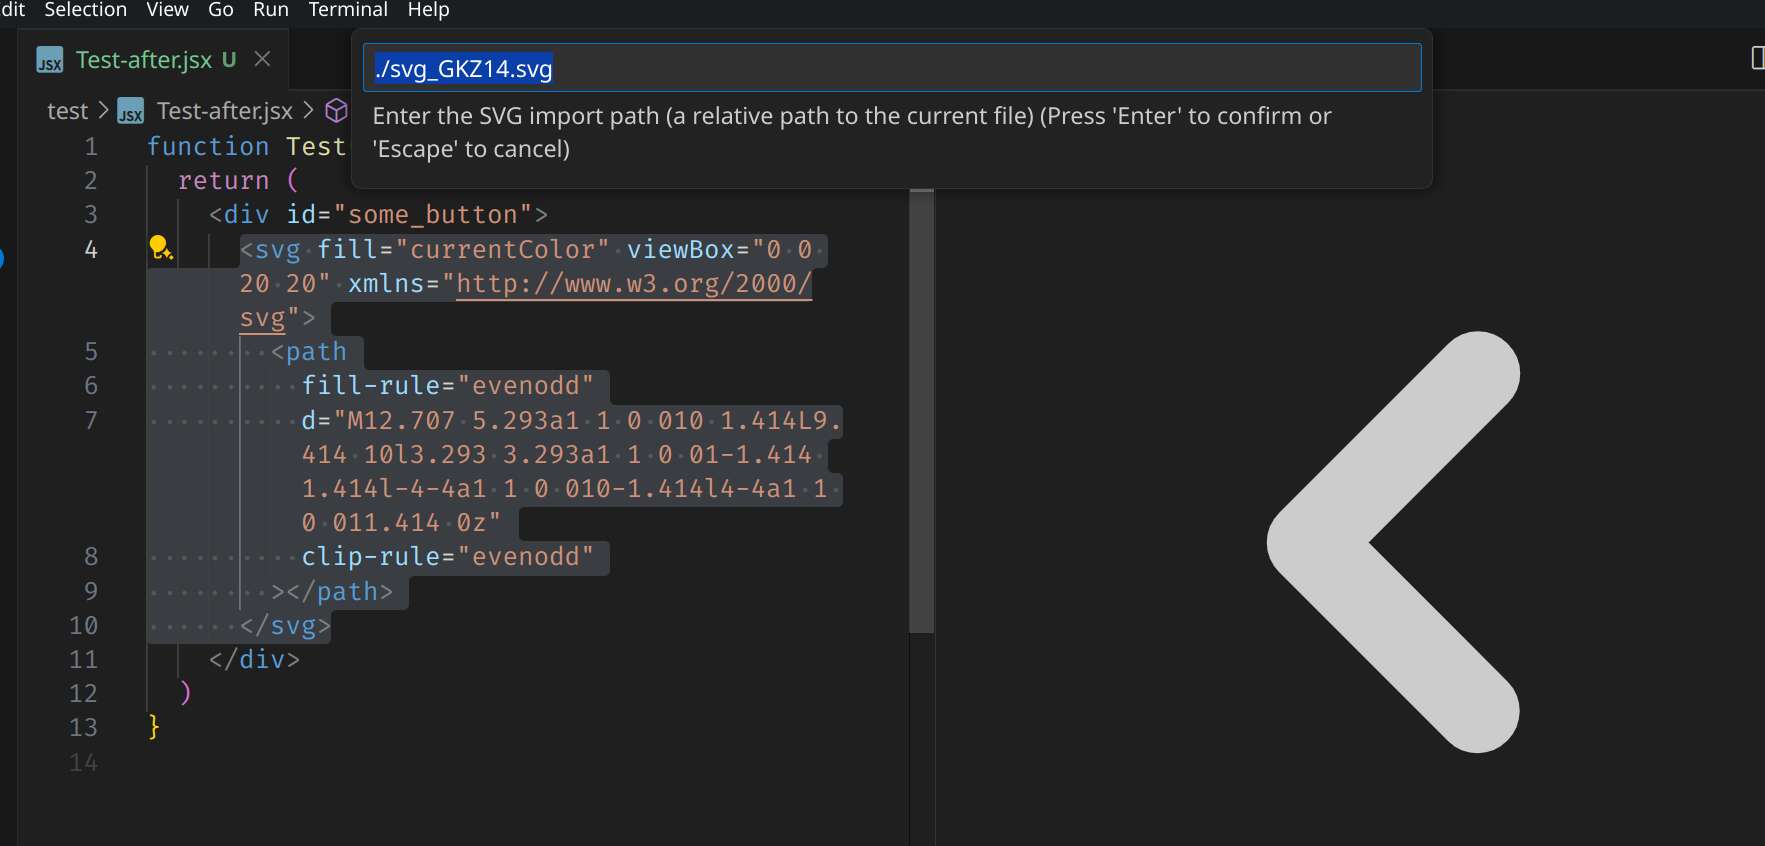 dit Selection View Go Run Terminal Help
JSX Test-after.jsx U
./svg_GKZ14.svg
Enter the SVG import path (a relative path to the current file) (Press 'Enter' to confirm or
'Escape' to cancel)
test > JSX Test-after.jsx >
1 function Test
2 return (
3 <div id="some_button">
4 <svg fill="currentColor" viewBox="0 0
20 20" xmlns="http://www.w3.org/2000/
svg">
5 <path
6 fill-rule="evenodd"
7 d="M12.707 5.293a1 1 0 010 1.414L9.
414 10l3.293 3.293a1 1 0 01-1.414
1.414l-4-4a1 1 0 010-1.414l4-4a1 1
0 011.414 0z"
8 clip-rule="evenodd"
9 ></path>
10 </svg>
11 </div>
12 )
13 }
14